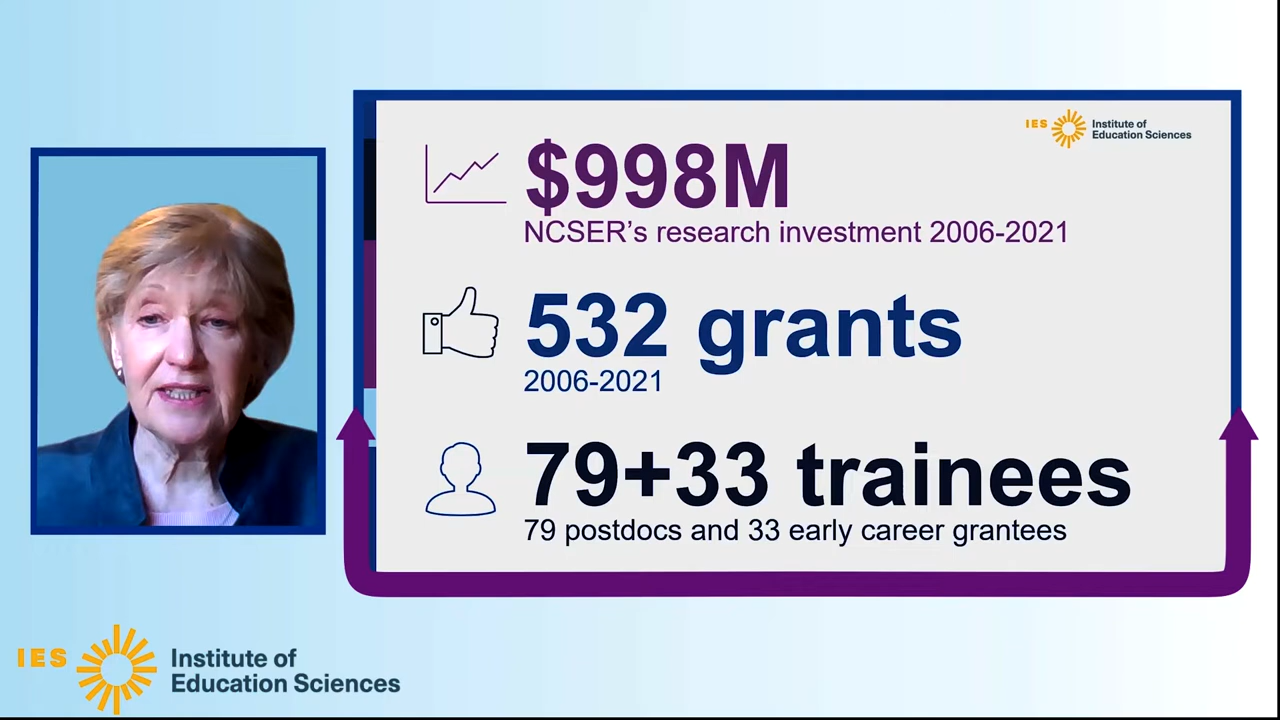 IES
Institute of
Education Sciences
$998M
NCSER's research investment 2006-2021
532 grants
2006-2021
79+33 trainees
79 postdocs and 33 early career grantees
IES
Institute of
Education Sciences